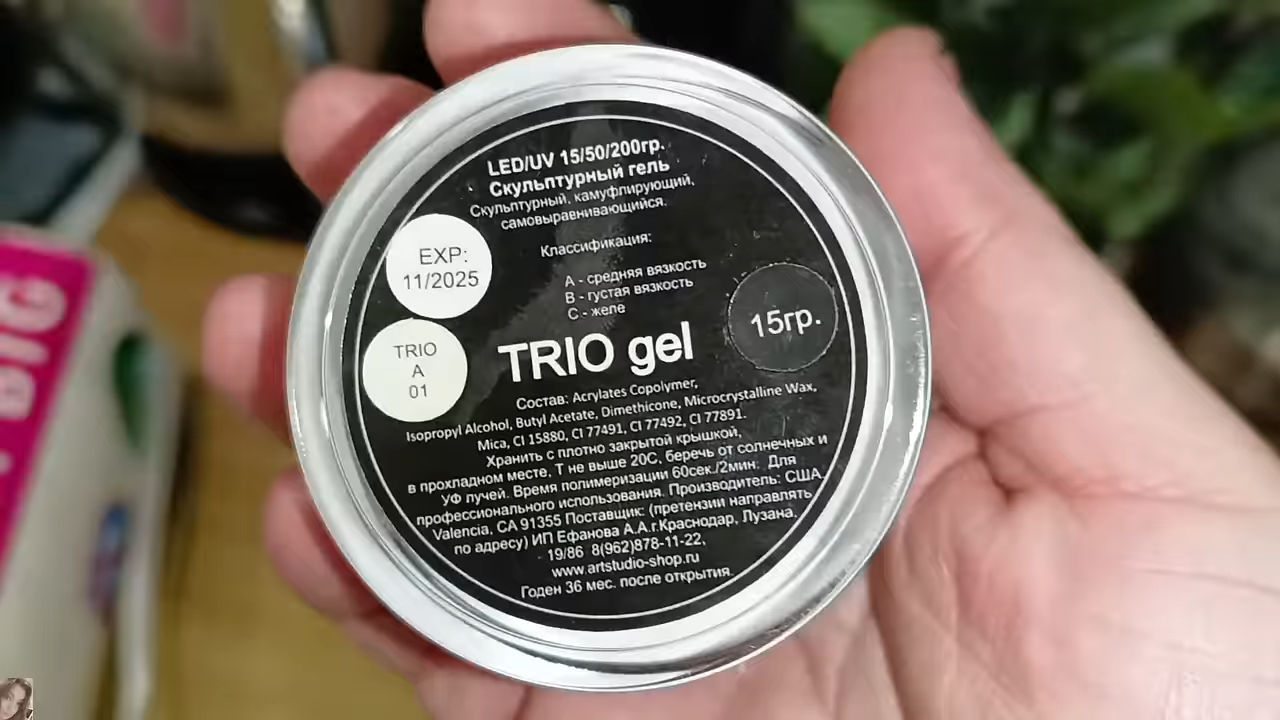 LED/UV 15/50/200гр.
Скульптурный гель
Скульптурный, камуфлирующий,
самовыравнивающийся.
EXP:
11/2025
Классификация:
А - средняя вязкость
В - густая вязкость
С - желе
TRIO
A
01
TRIO gel
15гр.
Состав: Acrylates Copolymer,
Isopropyl Alcohol, Butyl Acetate, Dimethicone, Microcrystalline Wax,
Mica, CI 15880, CI 77491, CI 77492, CI 77891.
Хранить с плотно закрытой крышкой,
в прохладном месте, Т не выше 20С, беречь от солнечных и
УФ лучей. Время полимеризации 60сек./2мин. Для
профессионального использования. Производитель: США,
Valencia, CA 91355 Поставщик: (претензии направлять
по адресу) ИП Ефанова А.А.г.Краснодар, Лузана,
19/86 8(962)878-11-22,
www.artstudio-shop.ru
Годен 36 мес. после открытия.
BIG